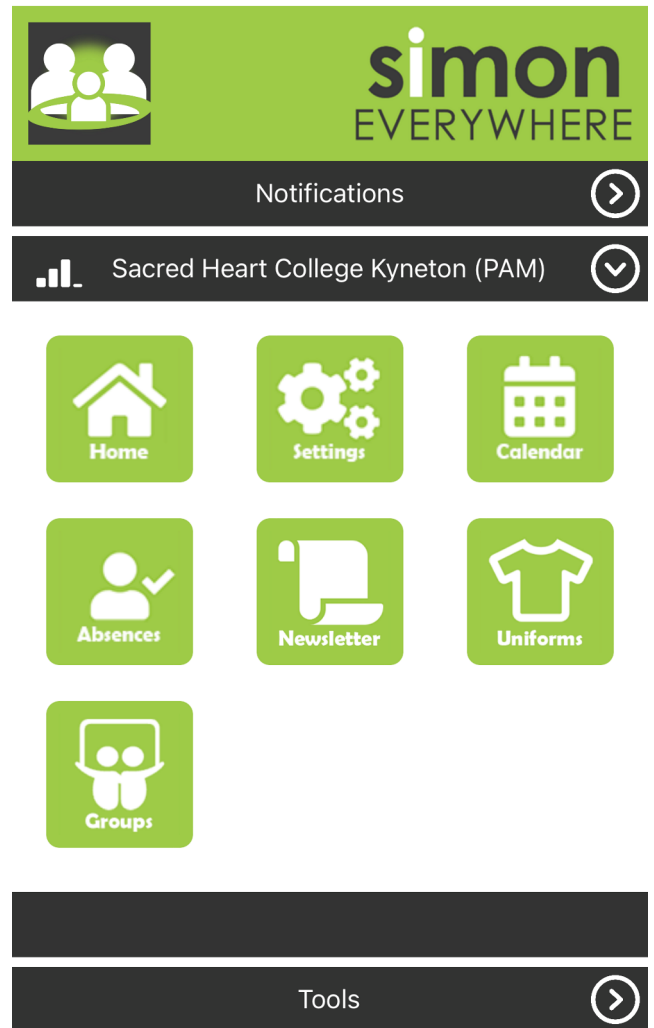 simon
EVERYWHERE
Notifications
Sacred Heart College Kyneton (PAM)
Home
Settings
Calendar
Absences
Newsletter
Uniforms
Groups
Tools